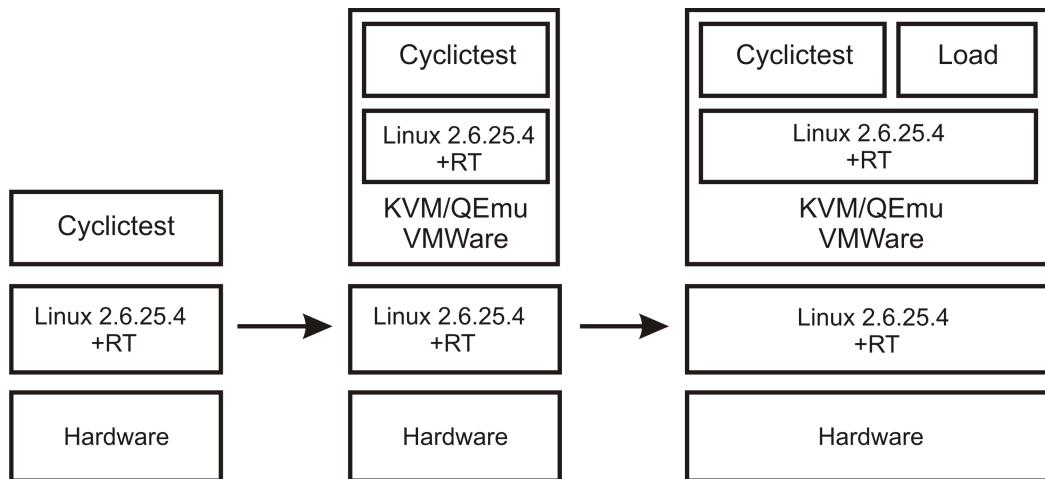 Cyclictest
Linux 2.6.25.4
+RT
Hardware
Cyclictest
Linux 2.6.25.4
+RT
KVM/QEmu
VMWare
Linux 2.6.25.4
+RT
Hardware
Cyclictest
Load
Linux 2.6.25.4
+RT
KVM/QEmu
VMWare
Linux 2.6.25.4
+RT
Hardware